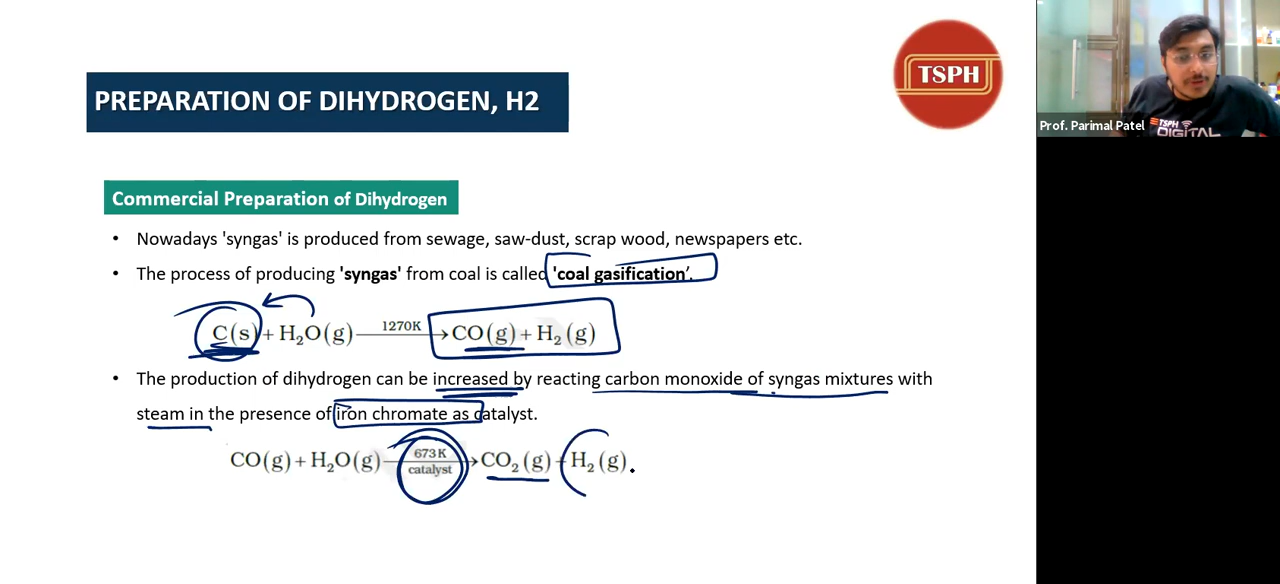 TSPH
PREPARATION OF DIHYDROGEN, H2
Prof. Parimal Patel
TSPH
DIGITAL
Commercial Preparation of Dihydrogen
• Nowadays 'syngas' is produced from sewage, saw-dust, scrap wood, newspapers etc.
• The process of producing 'syngas' from coal is called 'coal gasification'.
C(s) + H₂O(g) —1270K→ CO(g) + H₂(g)
• The production of dihydrogen can be increased by reacting carbon monoxide of syngas mixtures with
steam in the presence of iron chromate as catalyst.
CO(g) + H₂O(g) —673K catalyst→ CO₂(g) + H₂(g).